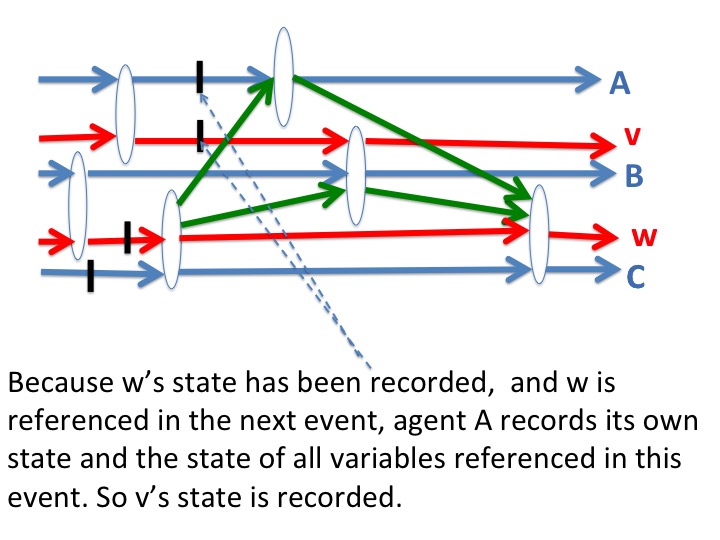 A
v
B
w
C
Because w’s state has been recorded,  and w is
referenced in the next event, agent A records its own
state and the state of all variables referenced in this
event. So v’s state is recorded.